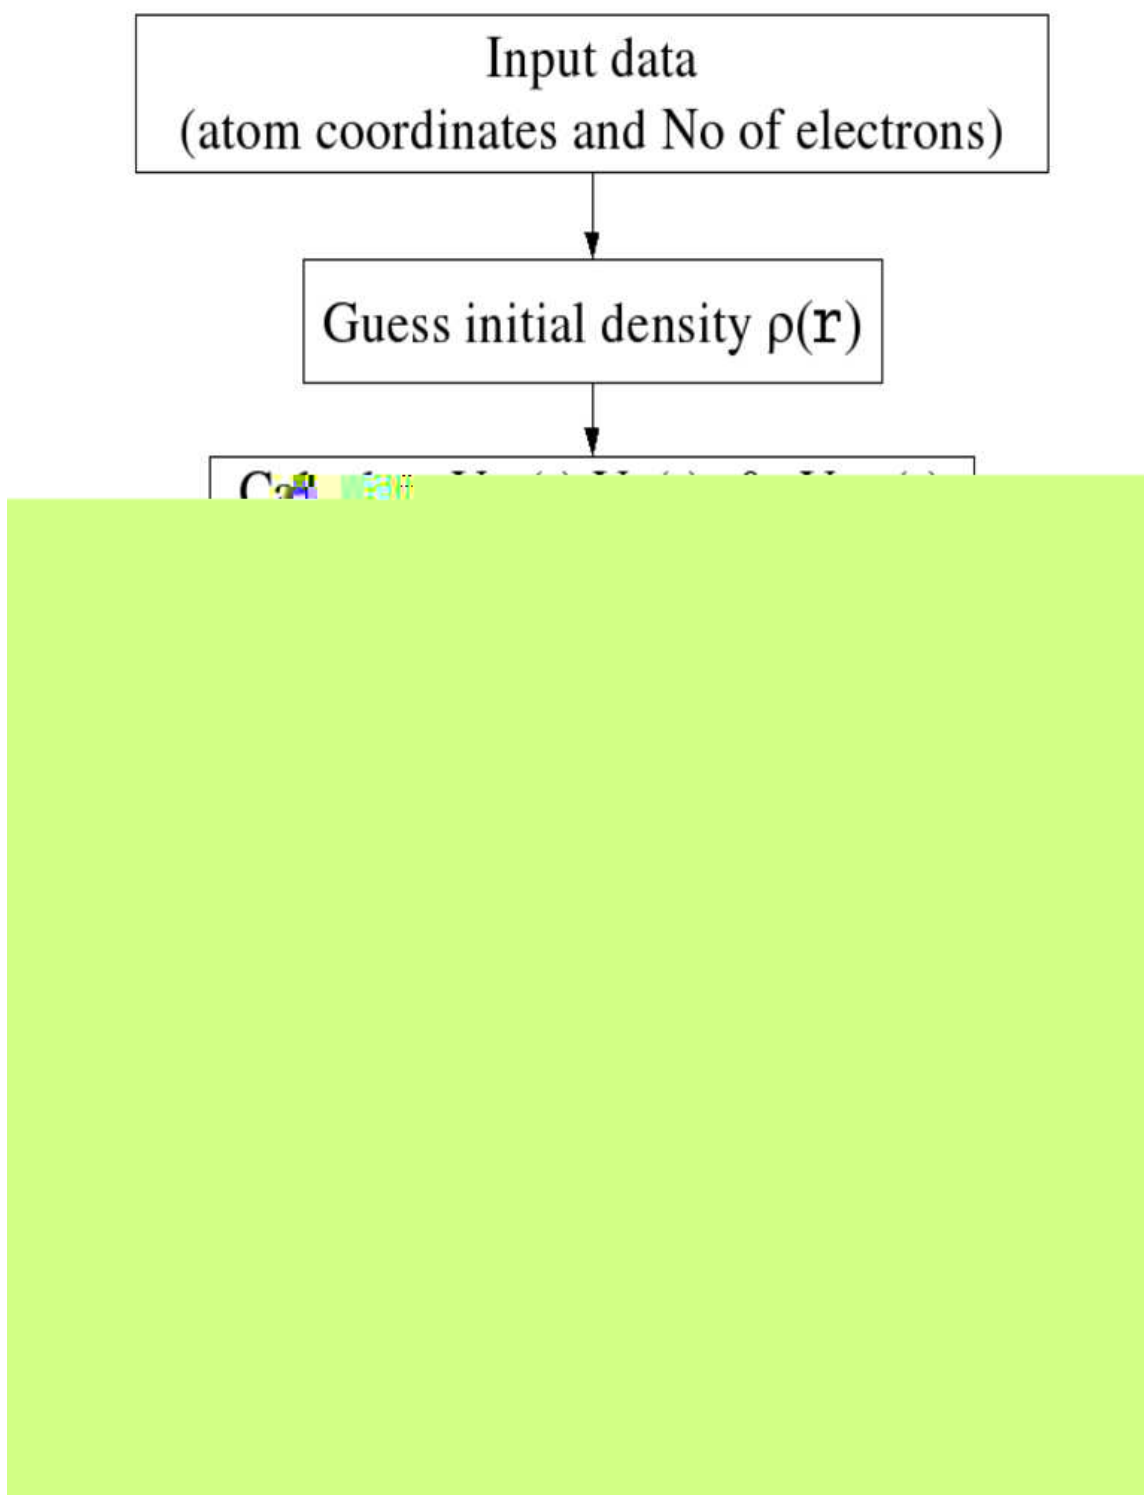 Input data
(atom coordinates and No of electrons)
Guess initial density ρ(r)